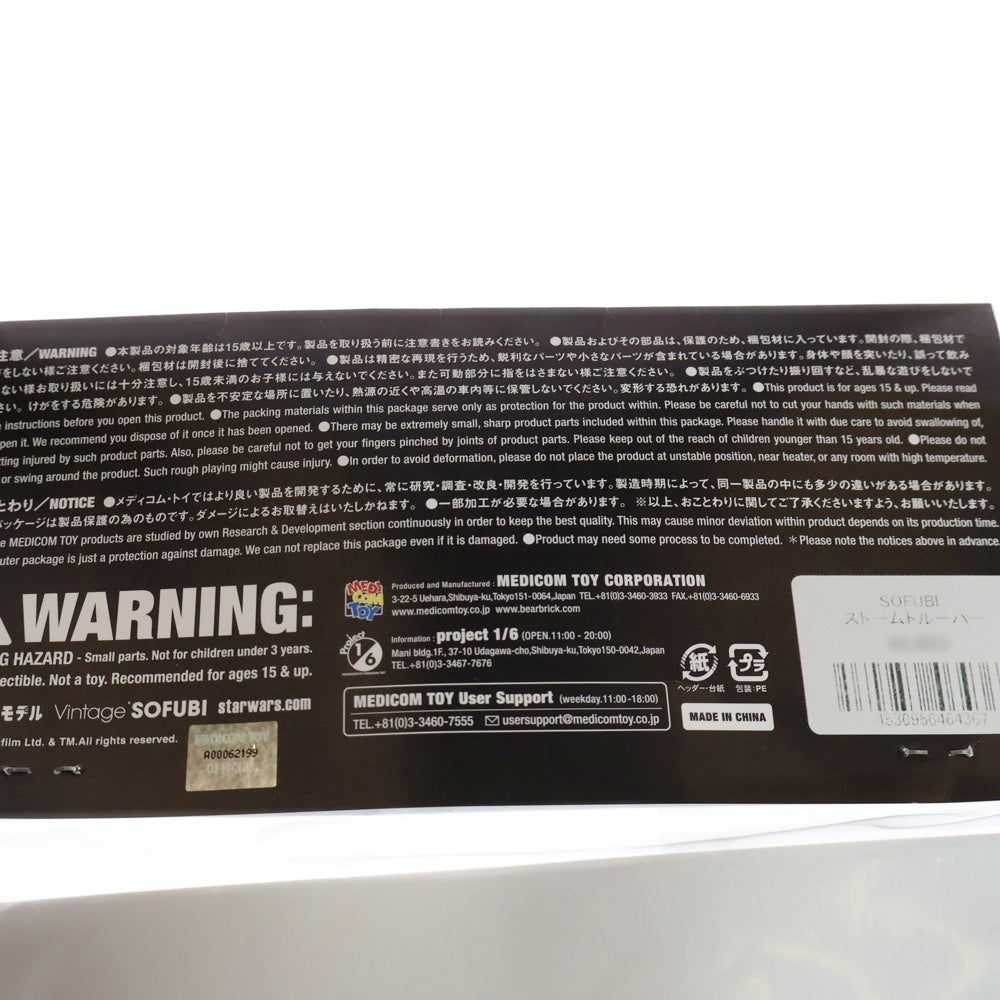 注意／WARNING ●本製品の対象年齢は15歳以上です。製品を取り扱う前に注意書きをお読みください。 ●製品およびその部品は、保護のため、梱包材に入っています。開封の際、梱包材で
をしない様ご注意ください。梱包材は開封後に捨ててください。 ●製品は精密な再現を行うため、鋭利なパーツや小さなパーツが含まれている場合があります。身体や顔を突いたり、誤って飲み
ない様お取り扱いには十分注意し、15歳未満のお子様には与えないでください。また可動部分に指をはさまない様ご注意ください。 ●製品をぶつけたり振り回すなど、乱暴な遊びをしないで
さい。けがをする危険があります。 ●製品を不安定な場所に置いたり、熱源の近くや高温の車内等に保管しないでください。変形する恐れがあります。 ●This product is for ages 15 & up. Please read
e instructions before you open this product. ●The packing materials within this package serve only as protection for the product within. Please be careful not to cut your hands with such materials when
open it. We recommend you dispose of it once it has been opened. ●There may be extremely small, sharp product parts included within this package. Please handle it with due care to avoid swallowing of,
tting injured by such product parts. Also, please be careful not to get your fingers pinched by joints of product parts. Please keep out of the reach of children younger than 15 years old. ●Please do not
or swing around the product. Such rough playing might cause injury. ●In order to avoid deformation, please do not place the product at unstable position, near heater, or any room with high temperature.
とわり／NOTICE ●メディコム・トイではより良い製品を開発するために、常に研究・調査・改良・開発を行っています。製造時期によって、同一製品の中にも多少の違いがある場合があります。
パッケージは製品保護の為のものです。ダメージによるお取替えはいたしかねます。 ●一部加工が必要な場合があります。 ※以上、おことわりに関してご了承くださいますよう、お願いいたします。
e MEDICOM TOY products are studied by own Research & Development section continuously in order to keep the best quality. This may cause minor deviation within product depends on its production time.
uter package is just a protection against damage. We can not replace this package even if it is damaged. ●Product may need some process to be completed. ＊Please note the notices above in advance.
WARNING:
G HAZARD - Small parts. Not for children under 3 years.
ectible. Not a toy. Recommended for ages 15 & up.
モデル Vintage SOFUBI starwars.com
film Ltd. & TM.All rights reserved.
MEDICOM TOY
A00062199
MEDI
COM
TOY
Produced and Manufactured : MEDICOM TOY CORPORATION
3-22-5 Uehara,Shibuya-ku,Tokyo151-0064,Japan TEL.+81(0)3-3460-3933 FAX.+81(0)3-3460-6933
www.medicomtoy.co.jp www.bearbrick.com
Project
1/6
Information : project 1/6 (OPEN.11:00 - 20:00)
Mani bldg.1F, 37-10 Udagawa-cho,Shibuya-ku,Tokyo150-0042,Japan
TEL.+81(0)3-3467-7676
MEDICOM TOY User Support (weekday.11:00-18:00)
TEL.+81(0)3-3460-7555 usersupport@medicomtoy.co.jp
紙
ヘッダー・台紙
プラ
包装：PE
MADE IN CHINA
SOFUBI
ストームトルーパー
4530956464367